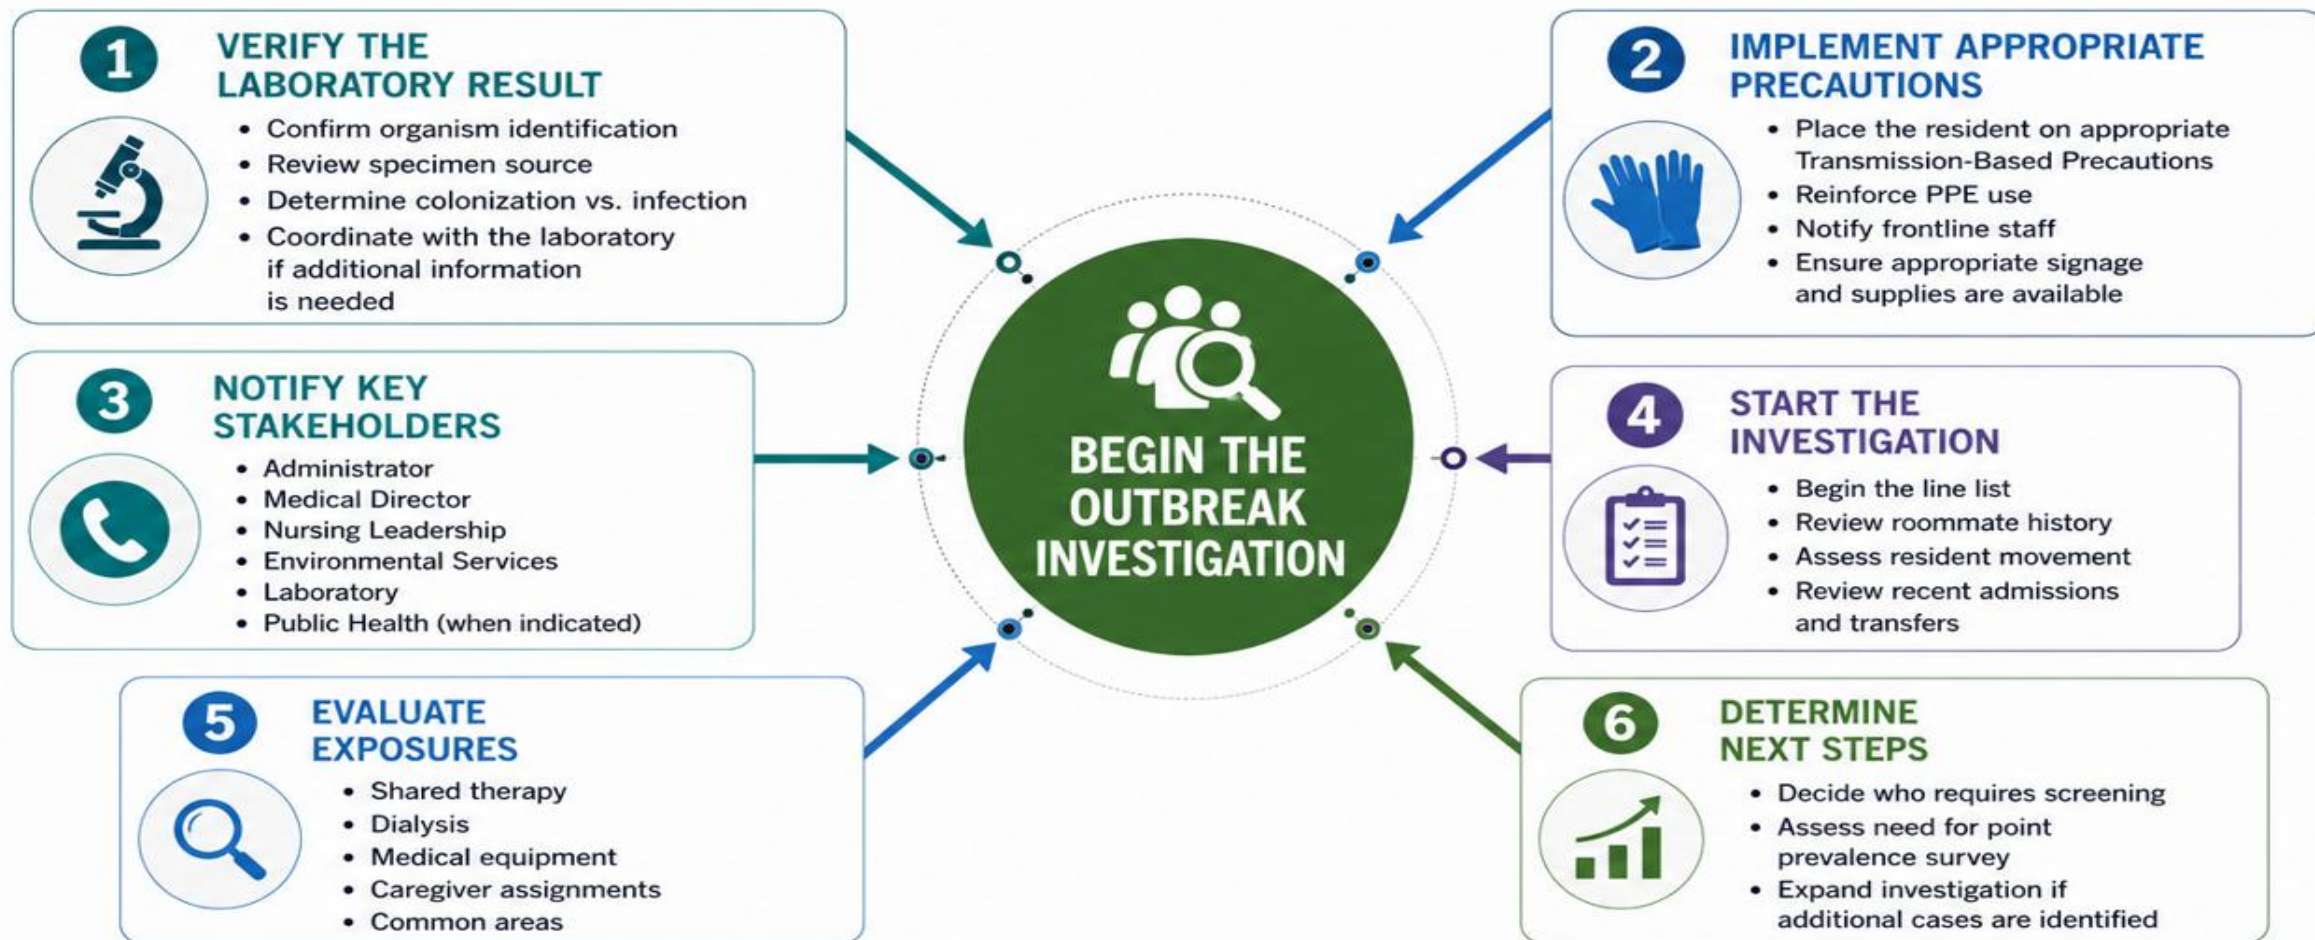 1
VERIFY THE
LABORATORY RESULT
• Confirm organism identification
• Review specimen source
• Determine colonization vs. infection
• Coordinate with the laboratory
if additional information
is needed
2
IMPLEMENT APPROPRIATE
PRECAUTIONS
• Place the resident on appropriate
Transmission-Based Precautions
• Reinforce PPE use
• Notify frontline staff
• Ensure appropriate signage
and supplies are available
3
NOTIFY KEY
STAKEHOLDERS
• Administrator
• Medical Director
• Nursing Leadership
• Environmental Services
• Laboratory
• Public Health (when indicated)
BEGIN THE
OUTBREAK
INVESTIGATION
4
START THE
INVESTIGATION
• Begin the line list
• Review roommate history
• Assess resident movement
• Review recent admissions
and transfers
5
EVALUATE
EXPOSURES
• Shared therapy
• Dialysis
• Medical equipment
• Caregiver assignments
• Common areas
6
DETERMINE
NEXT STEPS
• Decide who requires screening
• Assess need for point
prevalence survey
• Expand investigation if
additional cases are identified